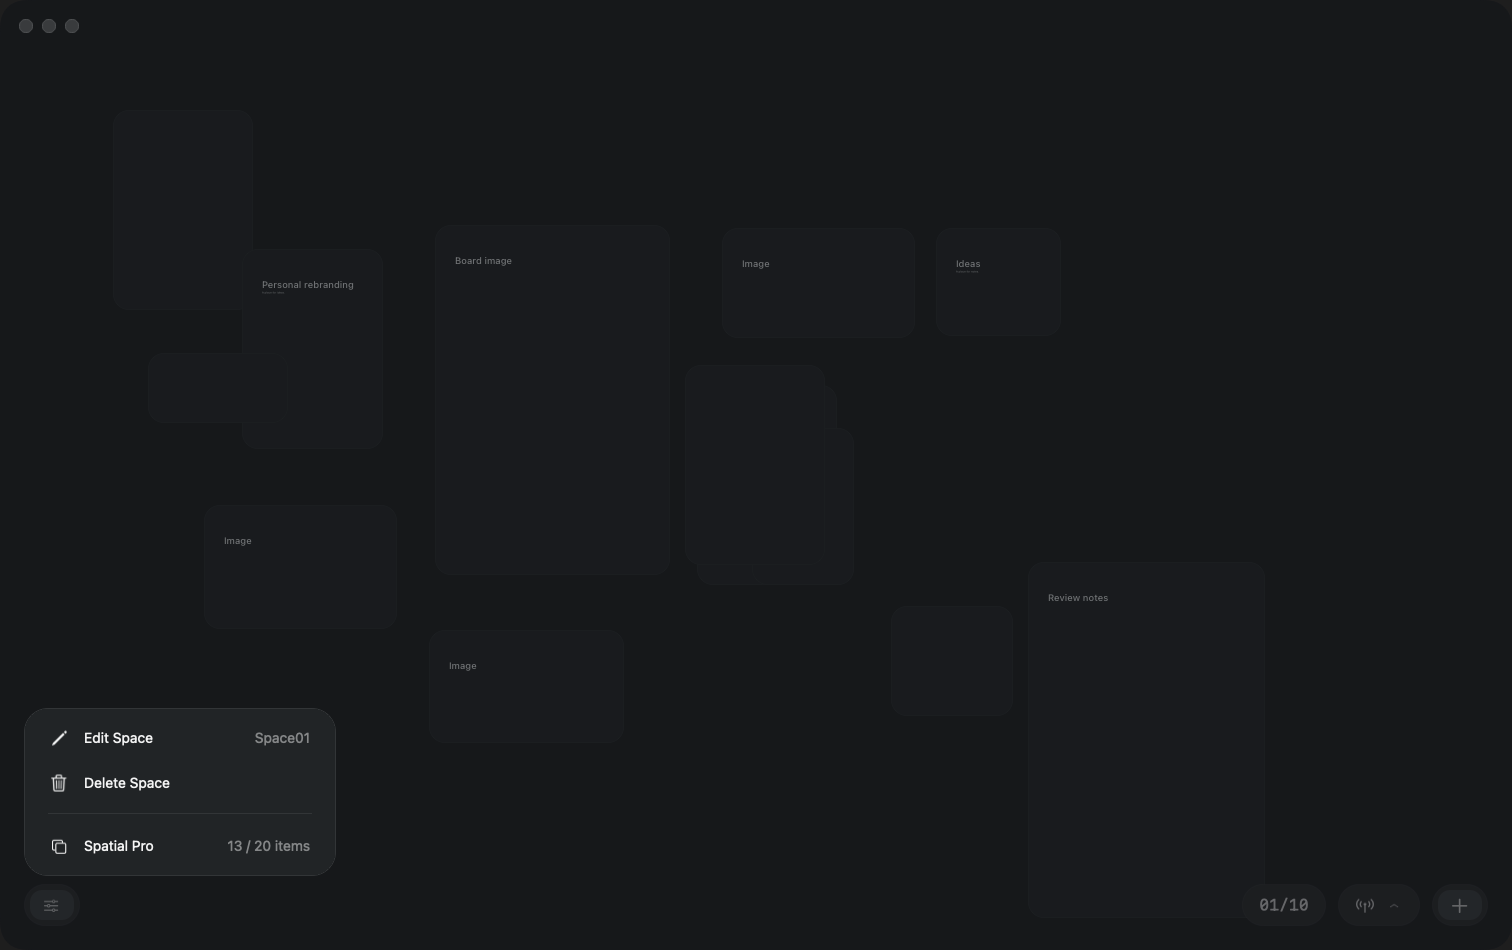 Board image
Image
Ideas
Personal rebranding
Image
Review notes
Image
Edit Space
Space01
Delete Space
Spatial Pro
13 / 20 items
01/10